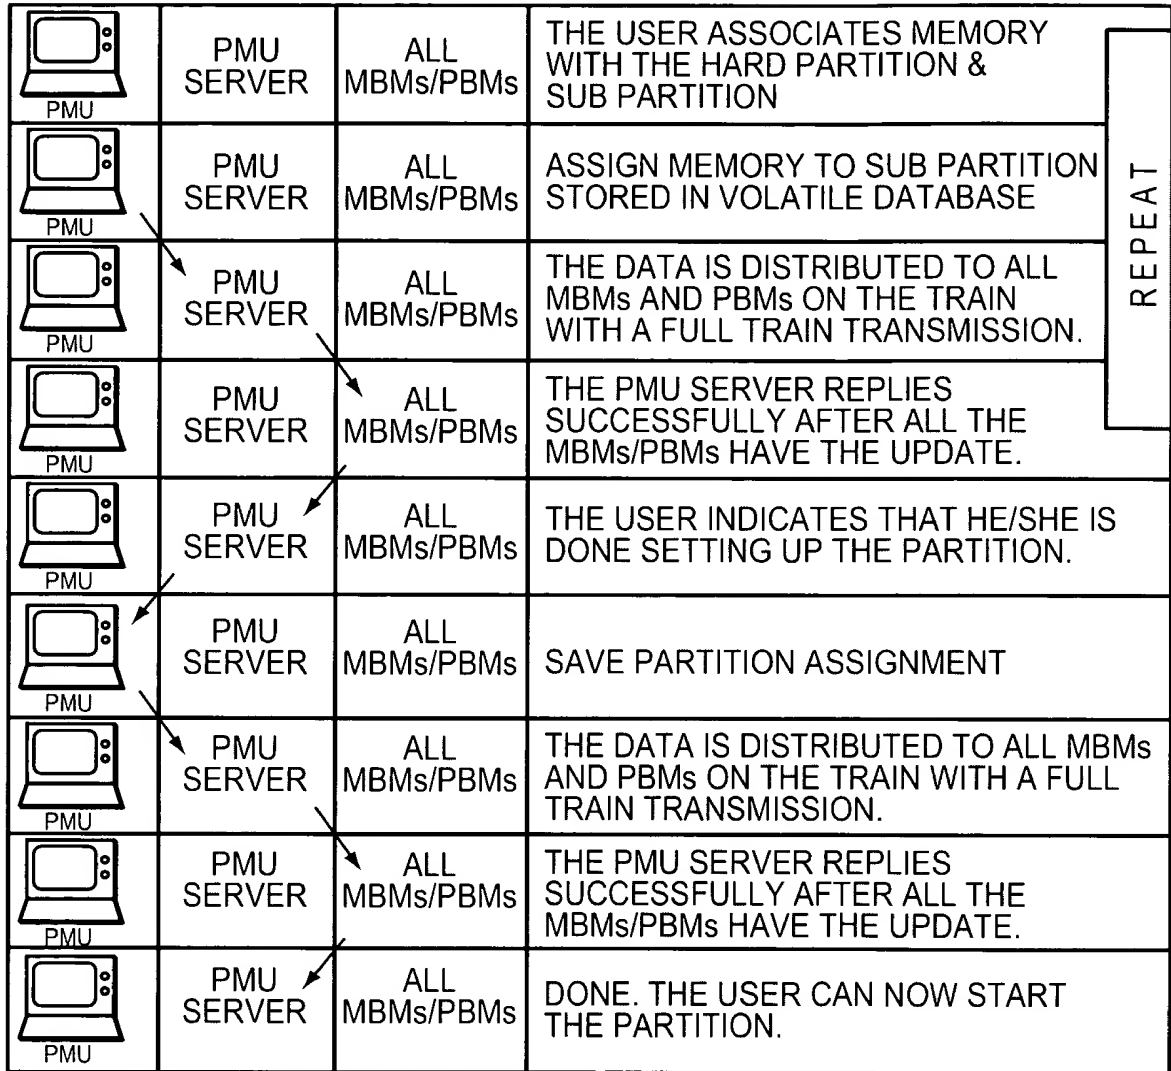 PMU
PMU
SERVER
ALL
MBMs/PBMs
THE USER ASSOCIATES MEMORY
WITH THE HARD PARTITION &
SUB PARTITION
REPEAT
PMU
PMU
SERVER
ALL
MBMs/PBMs
ASSIGN MEMORY TO SUB PARTITION
STORED IN VOLATILE DATABASE
PMU
PMU
SERVER
ALL
MBMs/PBMs
THE DATA IS DISTRIBUTED TO ALL
MBMs AND PBMs ON THE TRAIN
WITH A FULL TRAIN TRANSMISSION.
PMU
PMU
SERVER
ALL
MBMs/PBMs
THE PMU SERVER REPLIES
SUCCESSFULLY AFTER ALL THE
MBMs/PBMs HAVE THE UPDATE.
PMU
PMU
SERVER
ALL
MBMs/PBMs
THE USER INDICATES THAT HE/SHE IS
DONE SETTING UP THE PARTITION.
PMU
PMU
SERVER
ALL
MBMs/PBMs
SAVE PARTITION ASSIGNMENT
PMU
PMU
SERVER
ALL
MBMs/PBMs
THE DATA IS DISTRIBUTED TO ALL MBMs
AND PBMs ON THE TRAIN WITH A FULL
TRAIN TRANSMISSION.
PMU
PMU
SERVER
ALL
MBMs/PBMs
THE PMU SERVER REPLIES
SUCCESSFULLY AFTER ALL THE
MBMs/PBMs HAVE THE UPDATE.
PMU
PMU
SERVER
ALL
MBMs/PBMs
DONE. THE USER CAN NOW START
THE PARTITION.